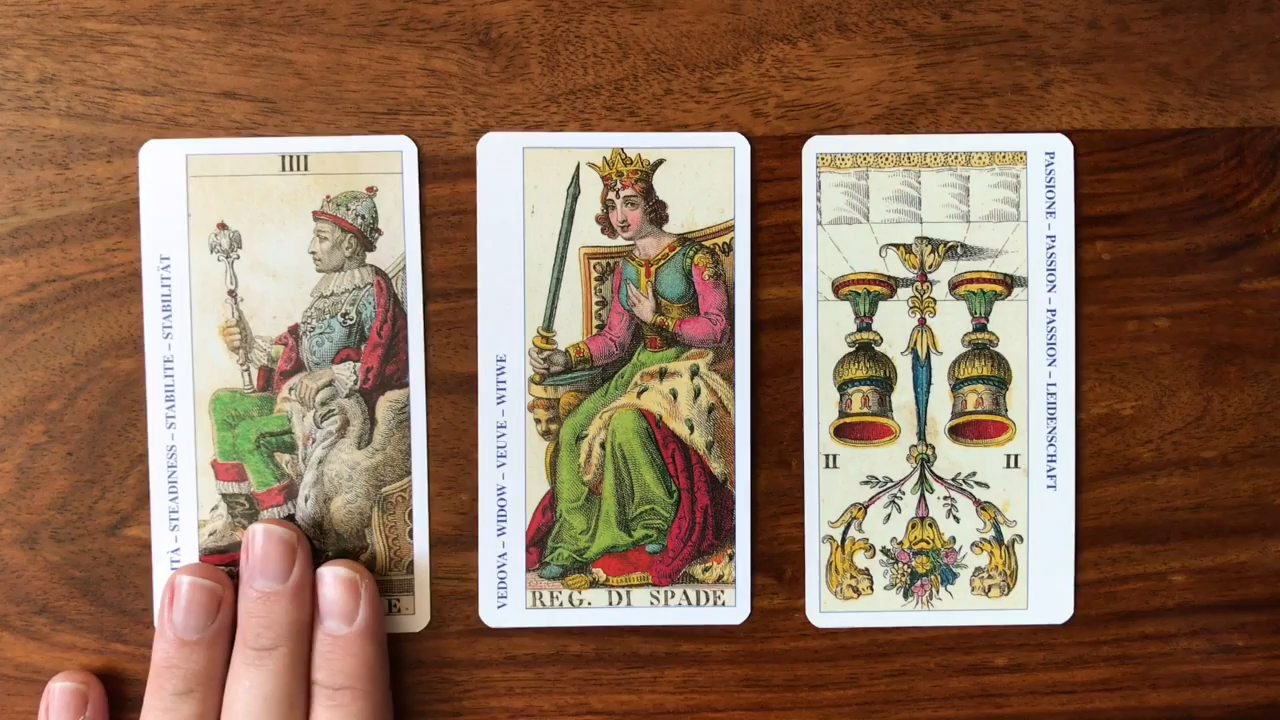 IIII
TÀ – STEADINESS – STABILITE – STABILITÄT
E.
VEDOVA – WIDOW – VEUVE – WITWE
REG. DI SPADE
PASSIONE – PASSION – PASSION – LEIDENSCHAFT
II
II